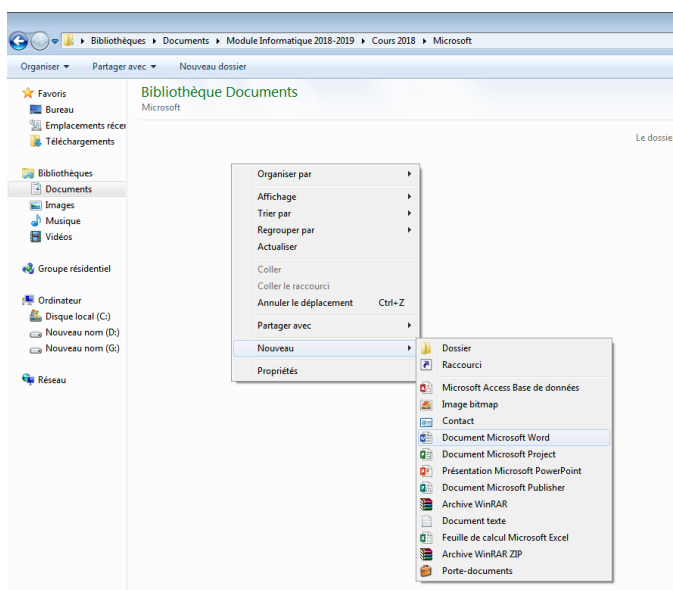 Bibliothèques ▸ Documents ▸ Module Informatique 2018-2019 ▸ Cours 2018 ▸ Microsoft
Organiser Partager avec Nouveau dossier
Favoris
Bureau
Emplacements récer
Téléchargements
Bibliothèques
Documents
Images
Musique
Vidéos
Groupe résidentiel
Ordinateur
Disque local (C:)
Nouveau nom (D:)
Nouveau nom (G:)
Réseau
Bibliothèque Documents
Microsoft
Le dossie
Organiser par
Affichage
Trier par
Regrouper par
Actualiser
Coller
Coller le raccourci
Annuler le déplacement Ctrl+Z
Partager avec
Nouveau
Propriétés
Dossier
Raccourci
Microsoft Access Base de données
Image bitmap
Contact
Document Microsoft Word
Document Microsoft Project
Présentation Microsoft PowerPoint
Document Microsoft Publisher
Archive WinRAR
Document texte
Feuille de calcul Microsoft Excel
Archive WinRAR ZIP
Porte-documents